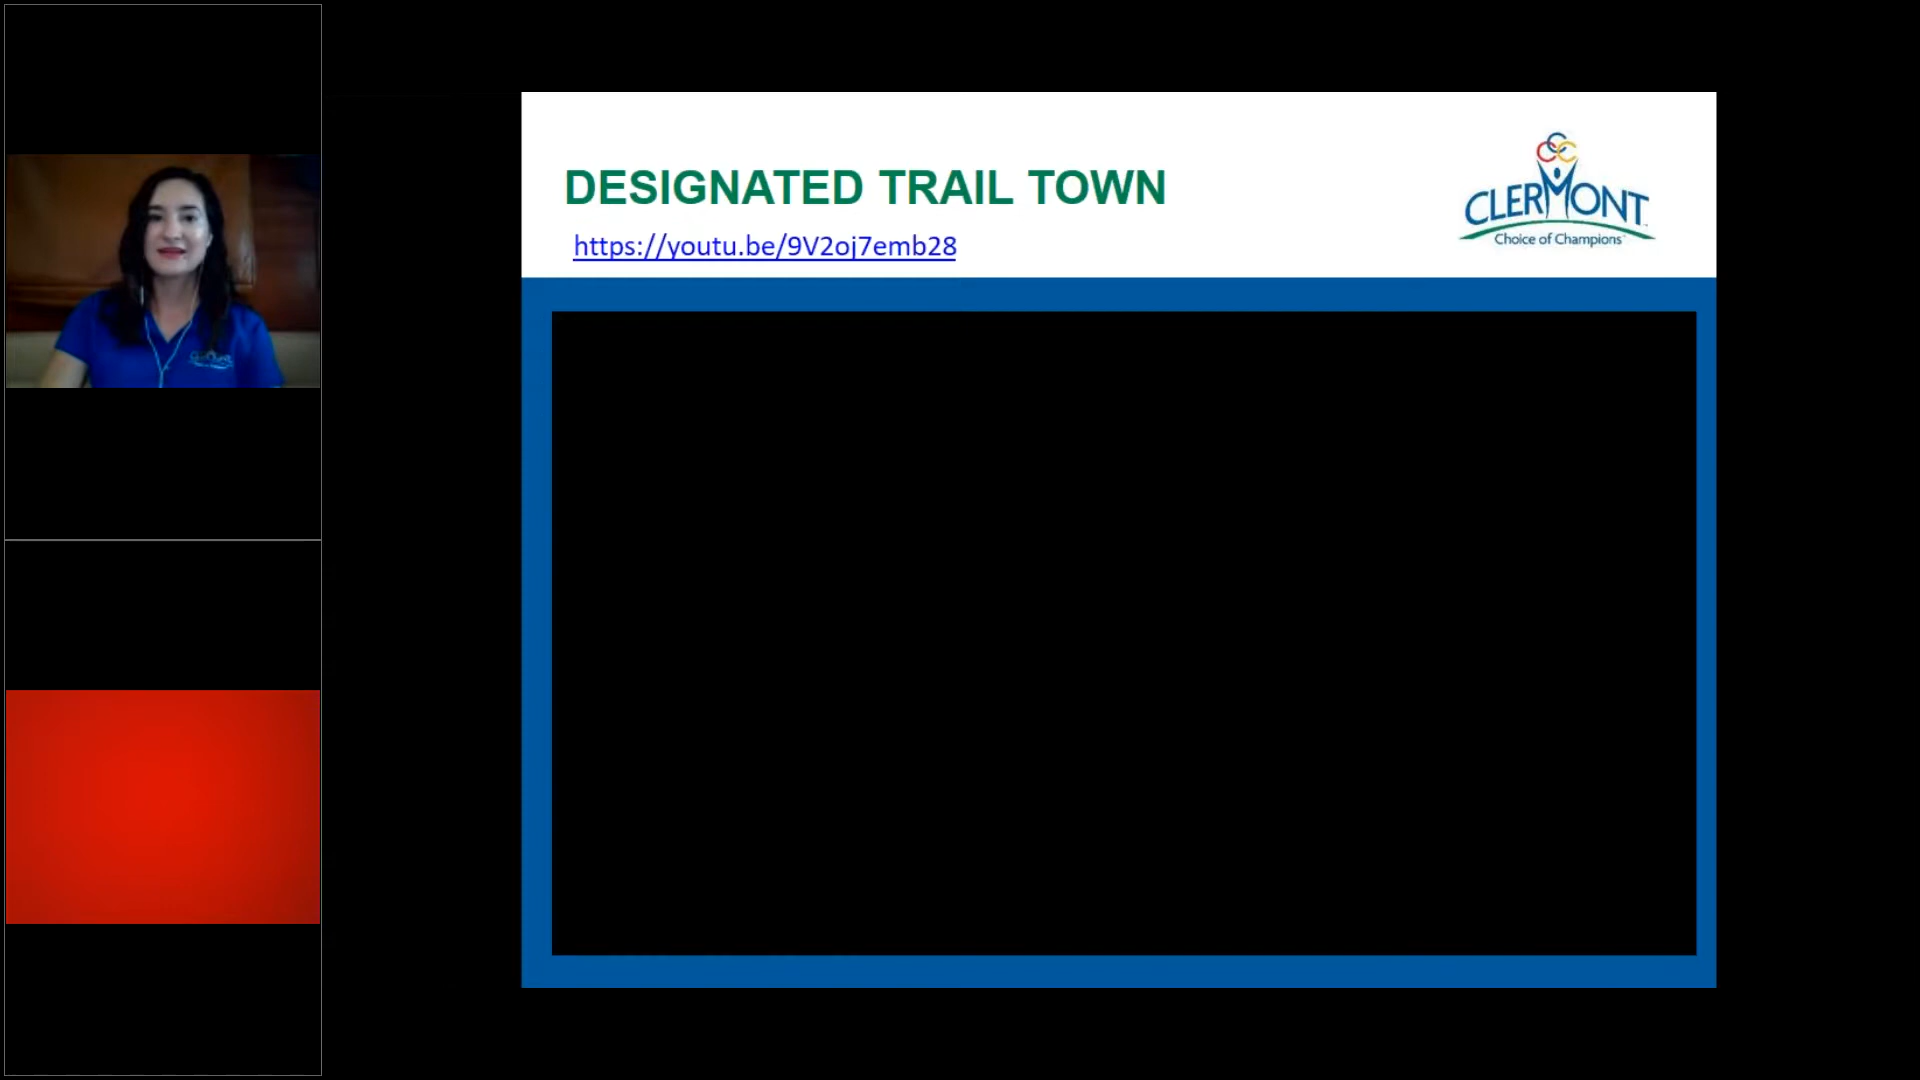 DESIGNATED TRAIL TOWN
https://youtu.be/9V2oj7emb28
CLERMONT
Choice of Champions